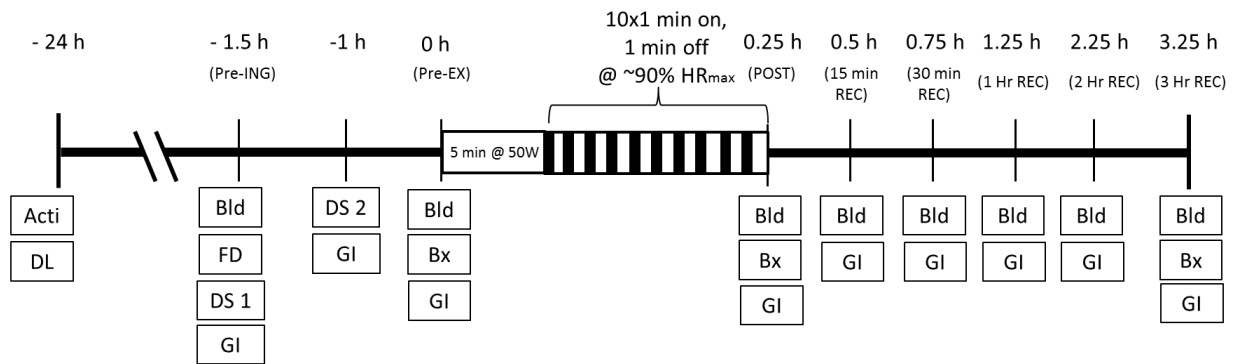 10x1 min on,
1 min off
@ ~90% HRmax
- 24 h
- 1.5 h
(Pre-ING)
-1 h
0 h
(Pre-EX)
0.25 h
(POST)
0.5 h
(15 min
REC)
0.75 h
(30 min
REC)
1.25 h
(1 Hr REC)
2.25 h
(2 Hr REC)
3.25 h
(3 Hr REC)
5 min @ 50W
Acti
DL
Bld
FD
DS 1
GI
DS 2
GI
Bld
Bx
GI
Bld
Bx
GI
Bld
GI
Bld
GI
Bld
GI
Bld
GI
Bld
Bx
GI